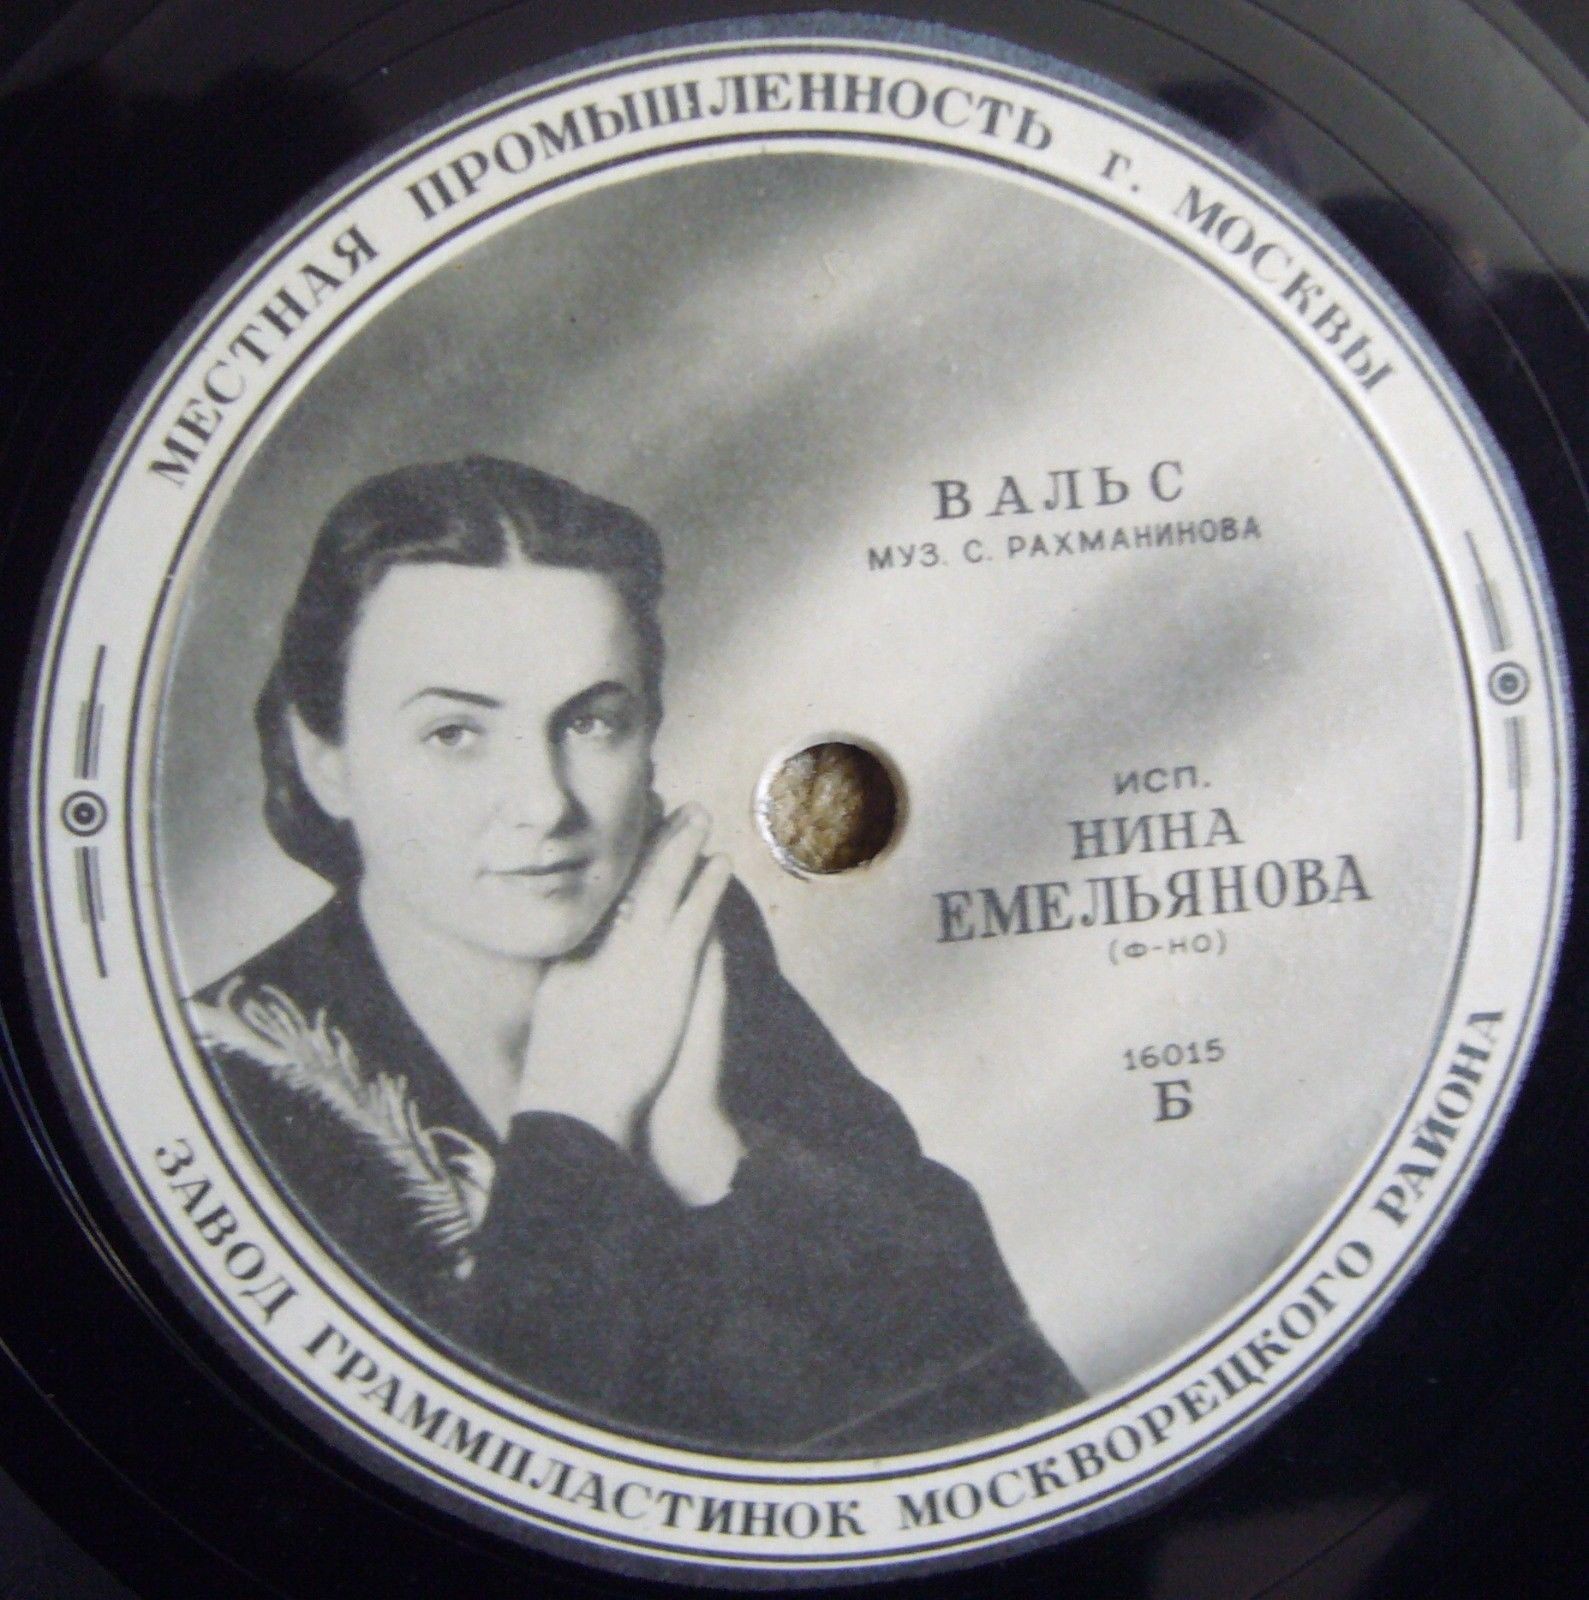 МЕСТНАЯ ПРОМЫШЛЕННОСТЬ г. МОСКВЫ
ВАЛЬС
МУЗ. С. РАХМАНИНОВА
ИСП.
НИНА
ЕМЕЛЬЯНОВА
(Ф-НО)
16015
Б
ЗАВОД ГРАММПЛАСТИНОК МОСКВОРЕЦКОГО РАЙОНА